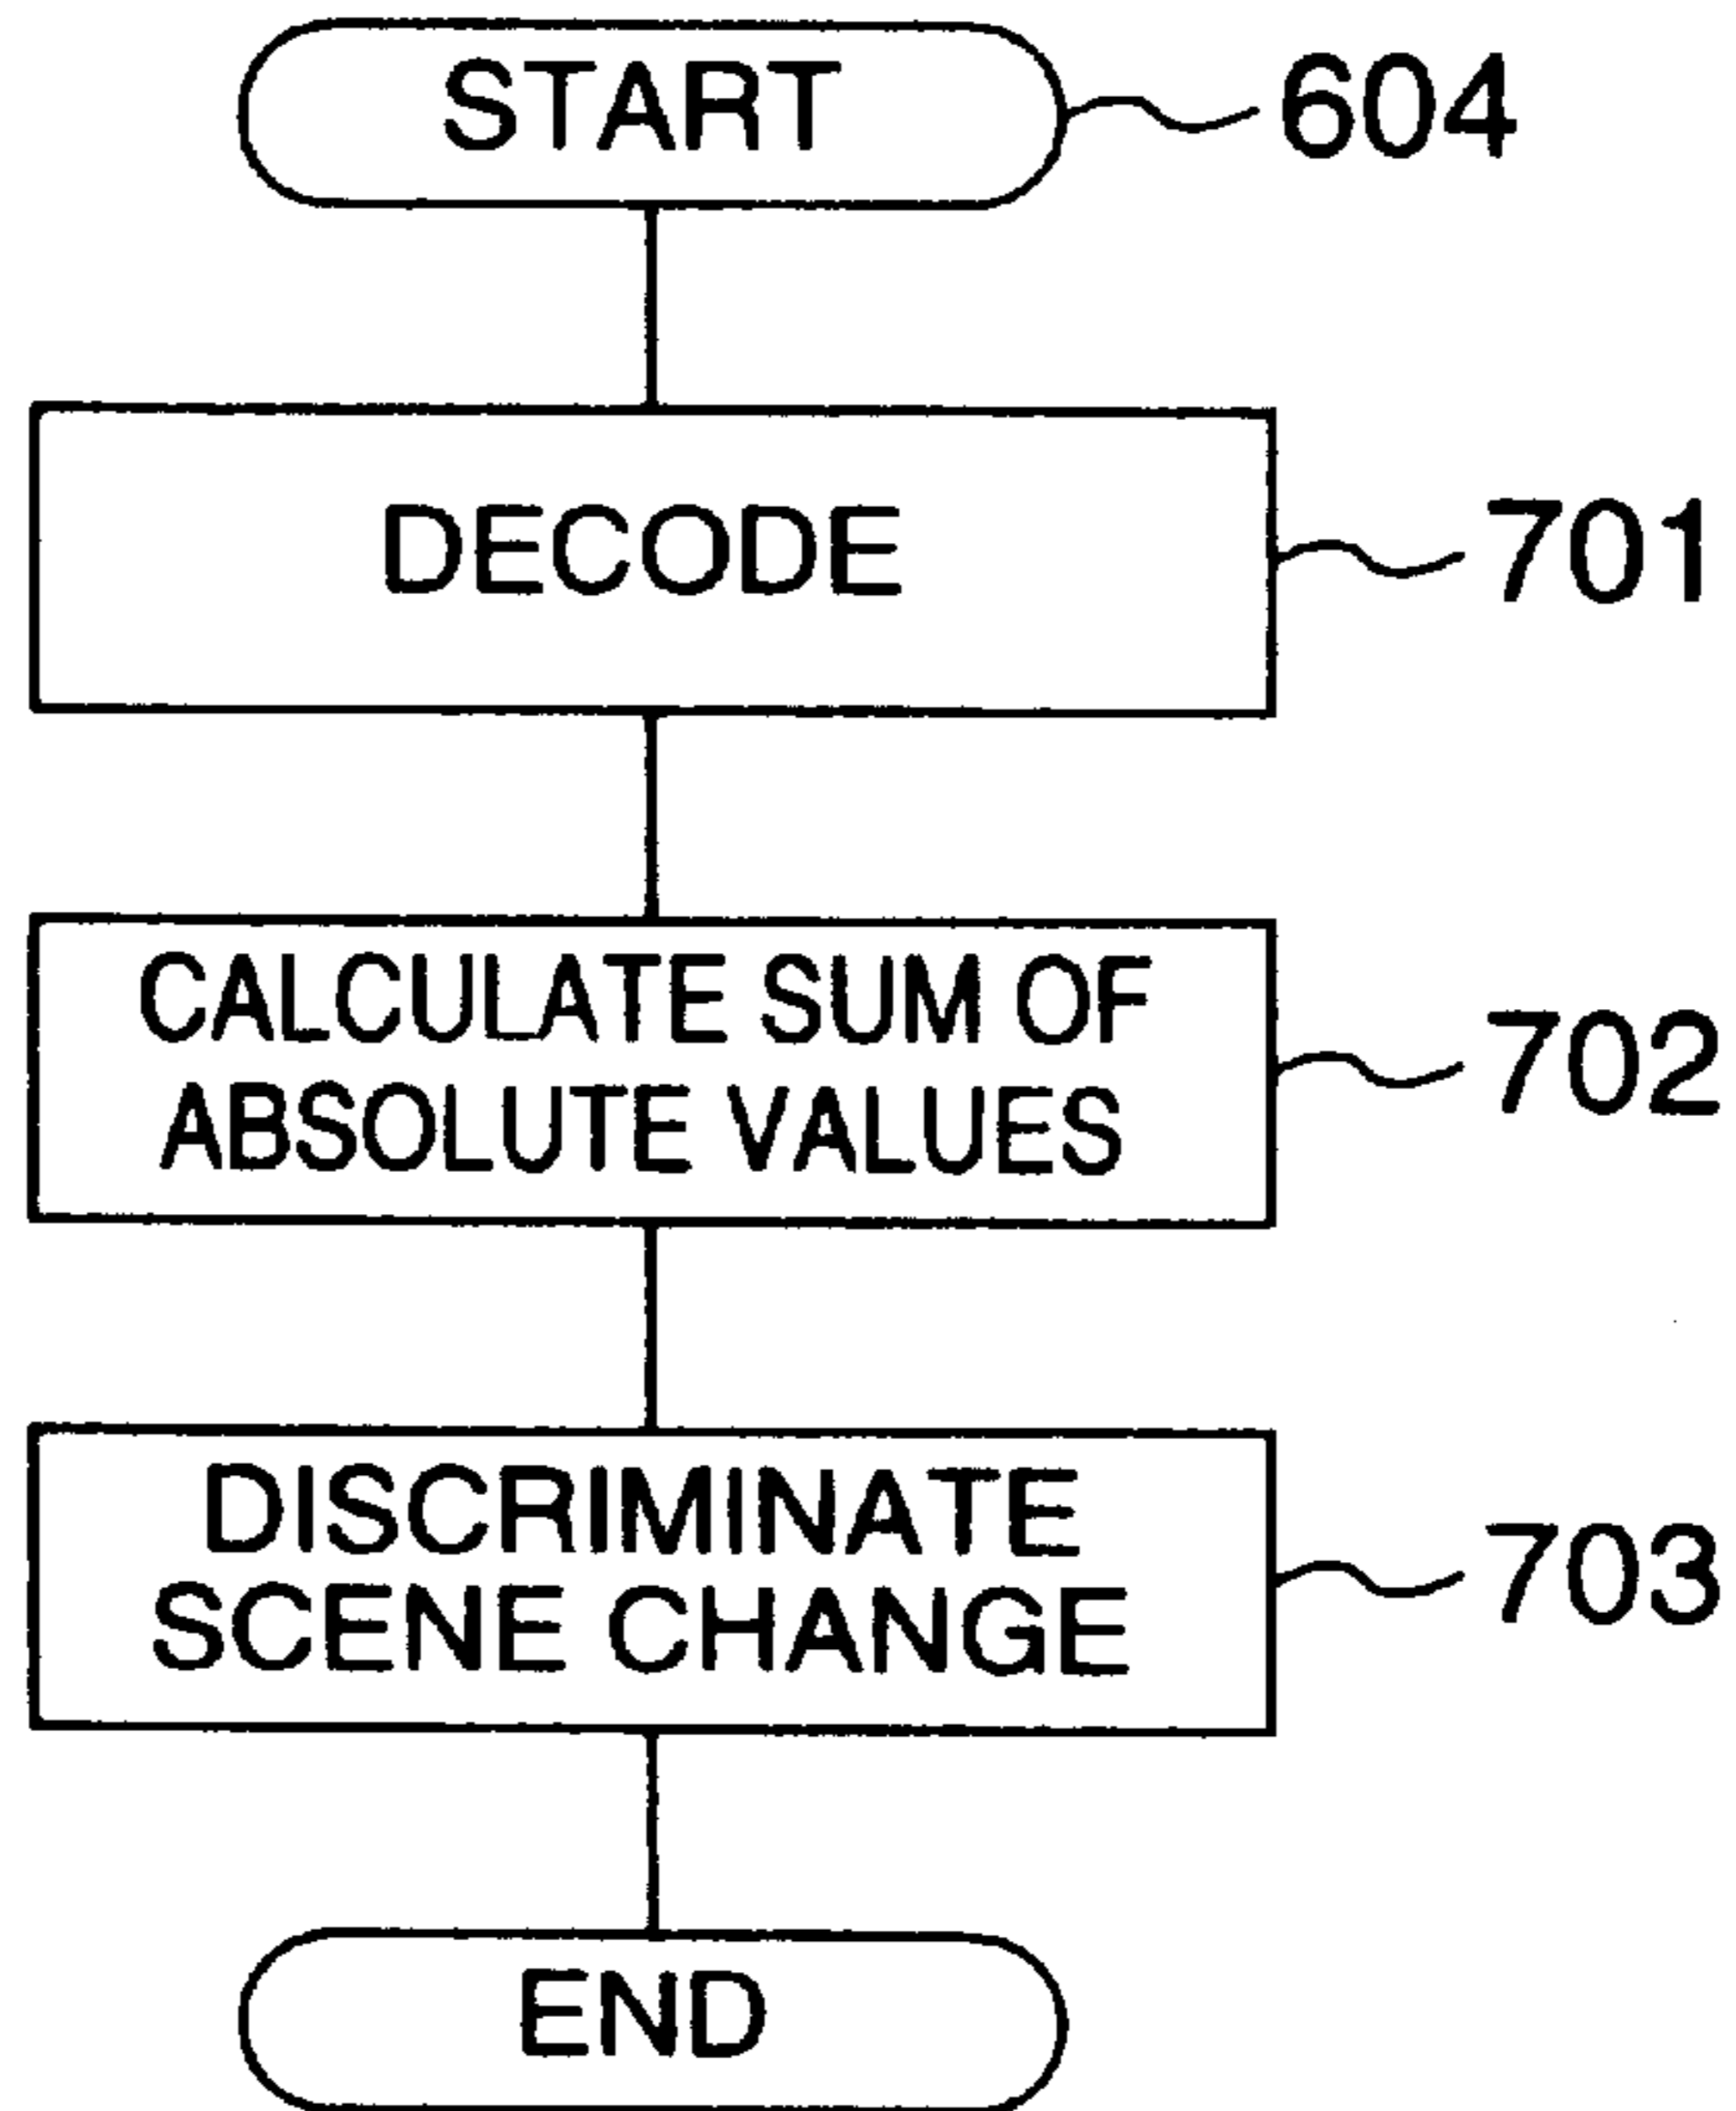 START
604
DECODE
701
CALCULATE SUM OF
ABSOLUTE VALUES
702
DISCRIMINATE
SCENE CHANGE
703
END